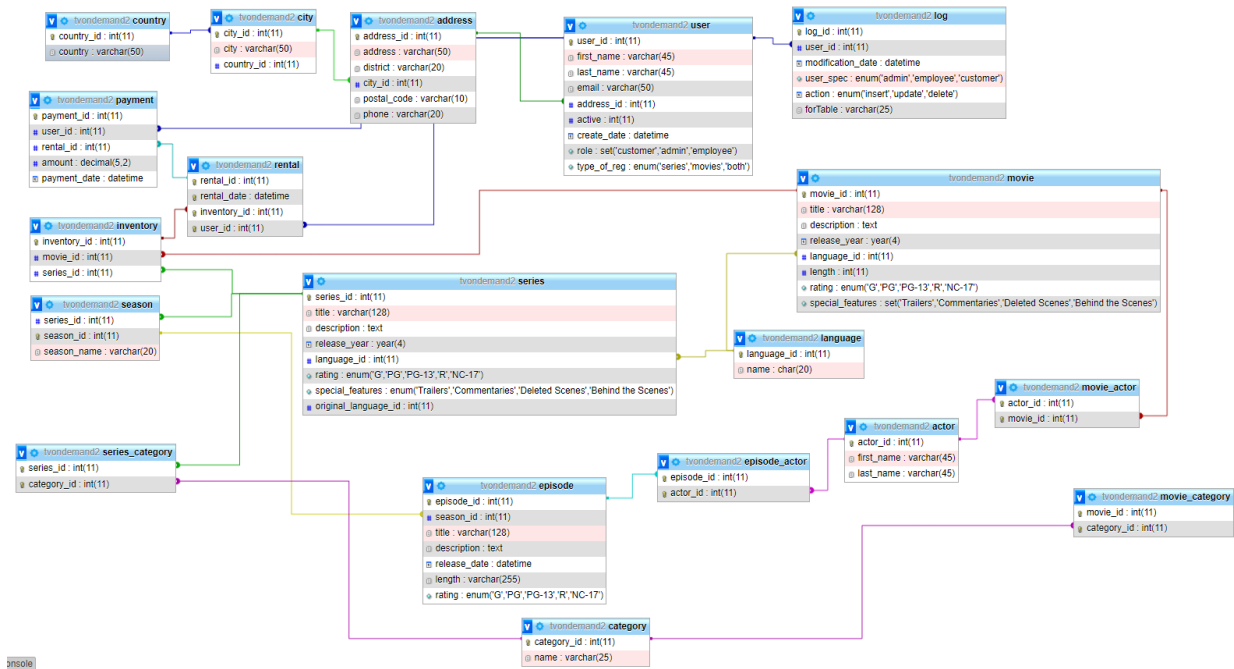 tvondemand2 country
country_id : int(11)
country : varchar(50)
tvondemand2 city
city_id : int(11)
city : varchar(50)
country_id : int(11)
tvondemand2 address
address_id : int(11)
address : varchar(50)
district : varchar(20)
city_id : int(11)
postal_code : varchar(10)
phone : varchar(20)
tvondemand2 user
user_id : int(11)
first_name : varchar(45)
last_name : varchar(45)
email : varchar(50)
address_id : int(11)
active : int(11)
create_date : datetime
role : set('customer','admin','employee')
type_of_reg : enum('series','movies','both')
tvondemand2 log
log_id : int(11)
user_id : int(11)
modification_date : datetime
user_spec : enum('admin','employee','customer')
action : enum('insert','update','delete')
forTable : varchar(25)
tvondemand2 payment
payment_id : int(11)
user_id : int(11)
rental_id : int(11)
amount : decimal(5,2)
payment_date : datetime
tvondemand2 rental
rental_id : int(11)
rental_date : datetime
inventory_id : int(11)
user_id : int(11)
tvondemand2 movie
movie_id : int(11)
title : varchar(128)
description : text
release_year : year(4)
language_id : int(11)
length : int(11)
rating : enum('G','PG','PG-13','R','NC-17')
special_features : set('Trailers','Commentaries','Deleted Scenes','Behind the Scenes')
tvondemand2 inventory
inventory_id : int(11)
movie_id : int(11)
series_id : int(11)
tvondemand2 season
series_id : int(11)
season_id : int(11)
season_name : varchar(20)
tvondemand2 series
series_id : int(11)
title : varchar(128)
description : text
release_year : year(4)
language_id : int(11)
rating : enum('G','PG','PG-13','R','NC-17')
special_features : enum('Trailers','Commentaries','Deleted Scenes','Behind the Scenes')
original_language_id : int(11)
tvondemand2 language
language_id : int(11)
name : char(20)
tvondemand2 movie_actor
actor_id : int(11)
movie_id : int(11)
tvondemand2 actor
actor_id : int(11)
first_name : varchar(45)
last_name : varchar(45)
tvondemand2 series_category
series_id : int(11)
category_id : int(11)
tvondemand2 episode_actor
episode_id : int(11)
actor_id : int(11)
tvondemand2 episode
episode_id : int(11)
season_id : int(11)
title : varchar(128)
description : text
release_date : datetime
length : varchar(255)
rating : enum('G','PG','PG-13','R','NC-17')
tvondemand2 movie_category
movie_id : int(11)
category_id : int(11)
tvondemand2 category
category_id : int(11)
name : varchar(25)
onsole